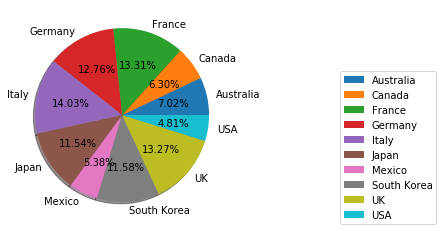 France
Germany
Canada
13.31%
12.76%
6.30%
Italy
14.03%
7.02%
Australia
4.81%
USA
11.54%
13.27%
5.38%
11.58%
Japan
UK
Mexico
South Korea
Australia
Canada
France
Germany
Italy
Japan
Mexico
South Korea
UK
USA